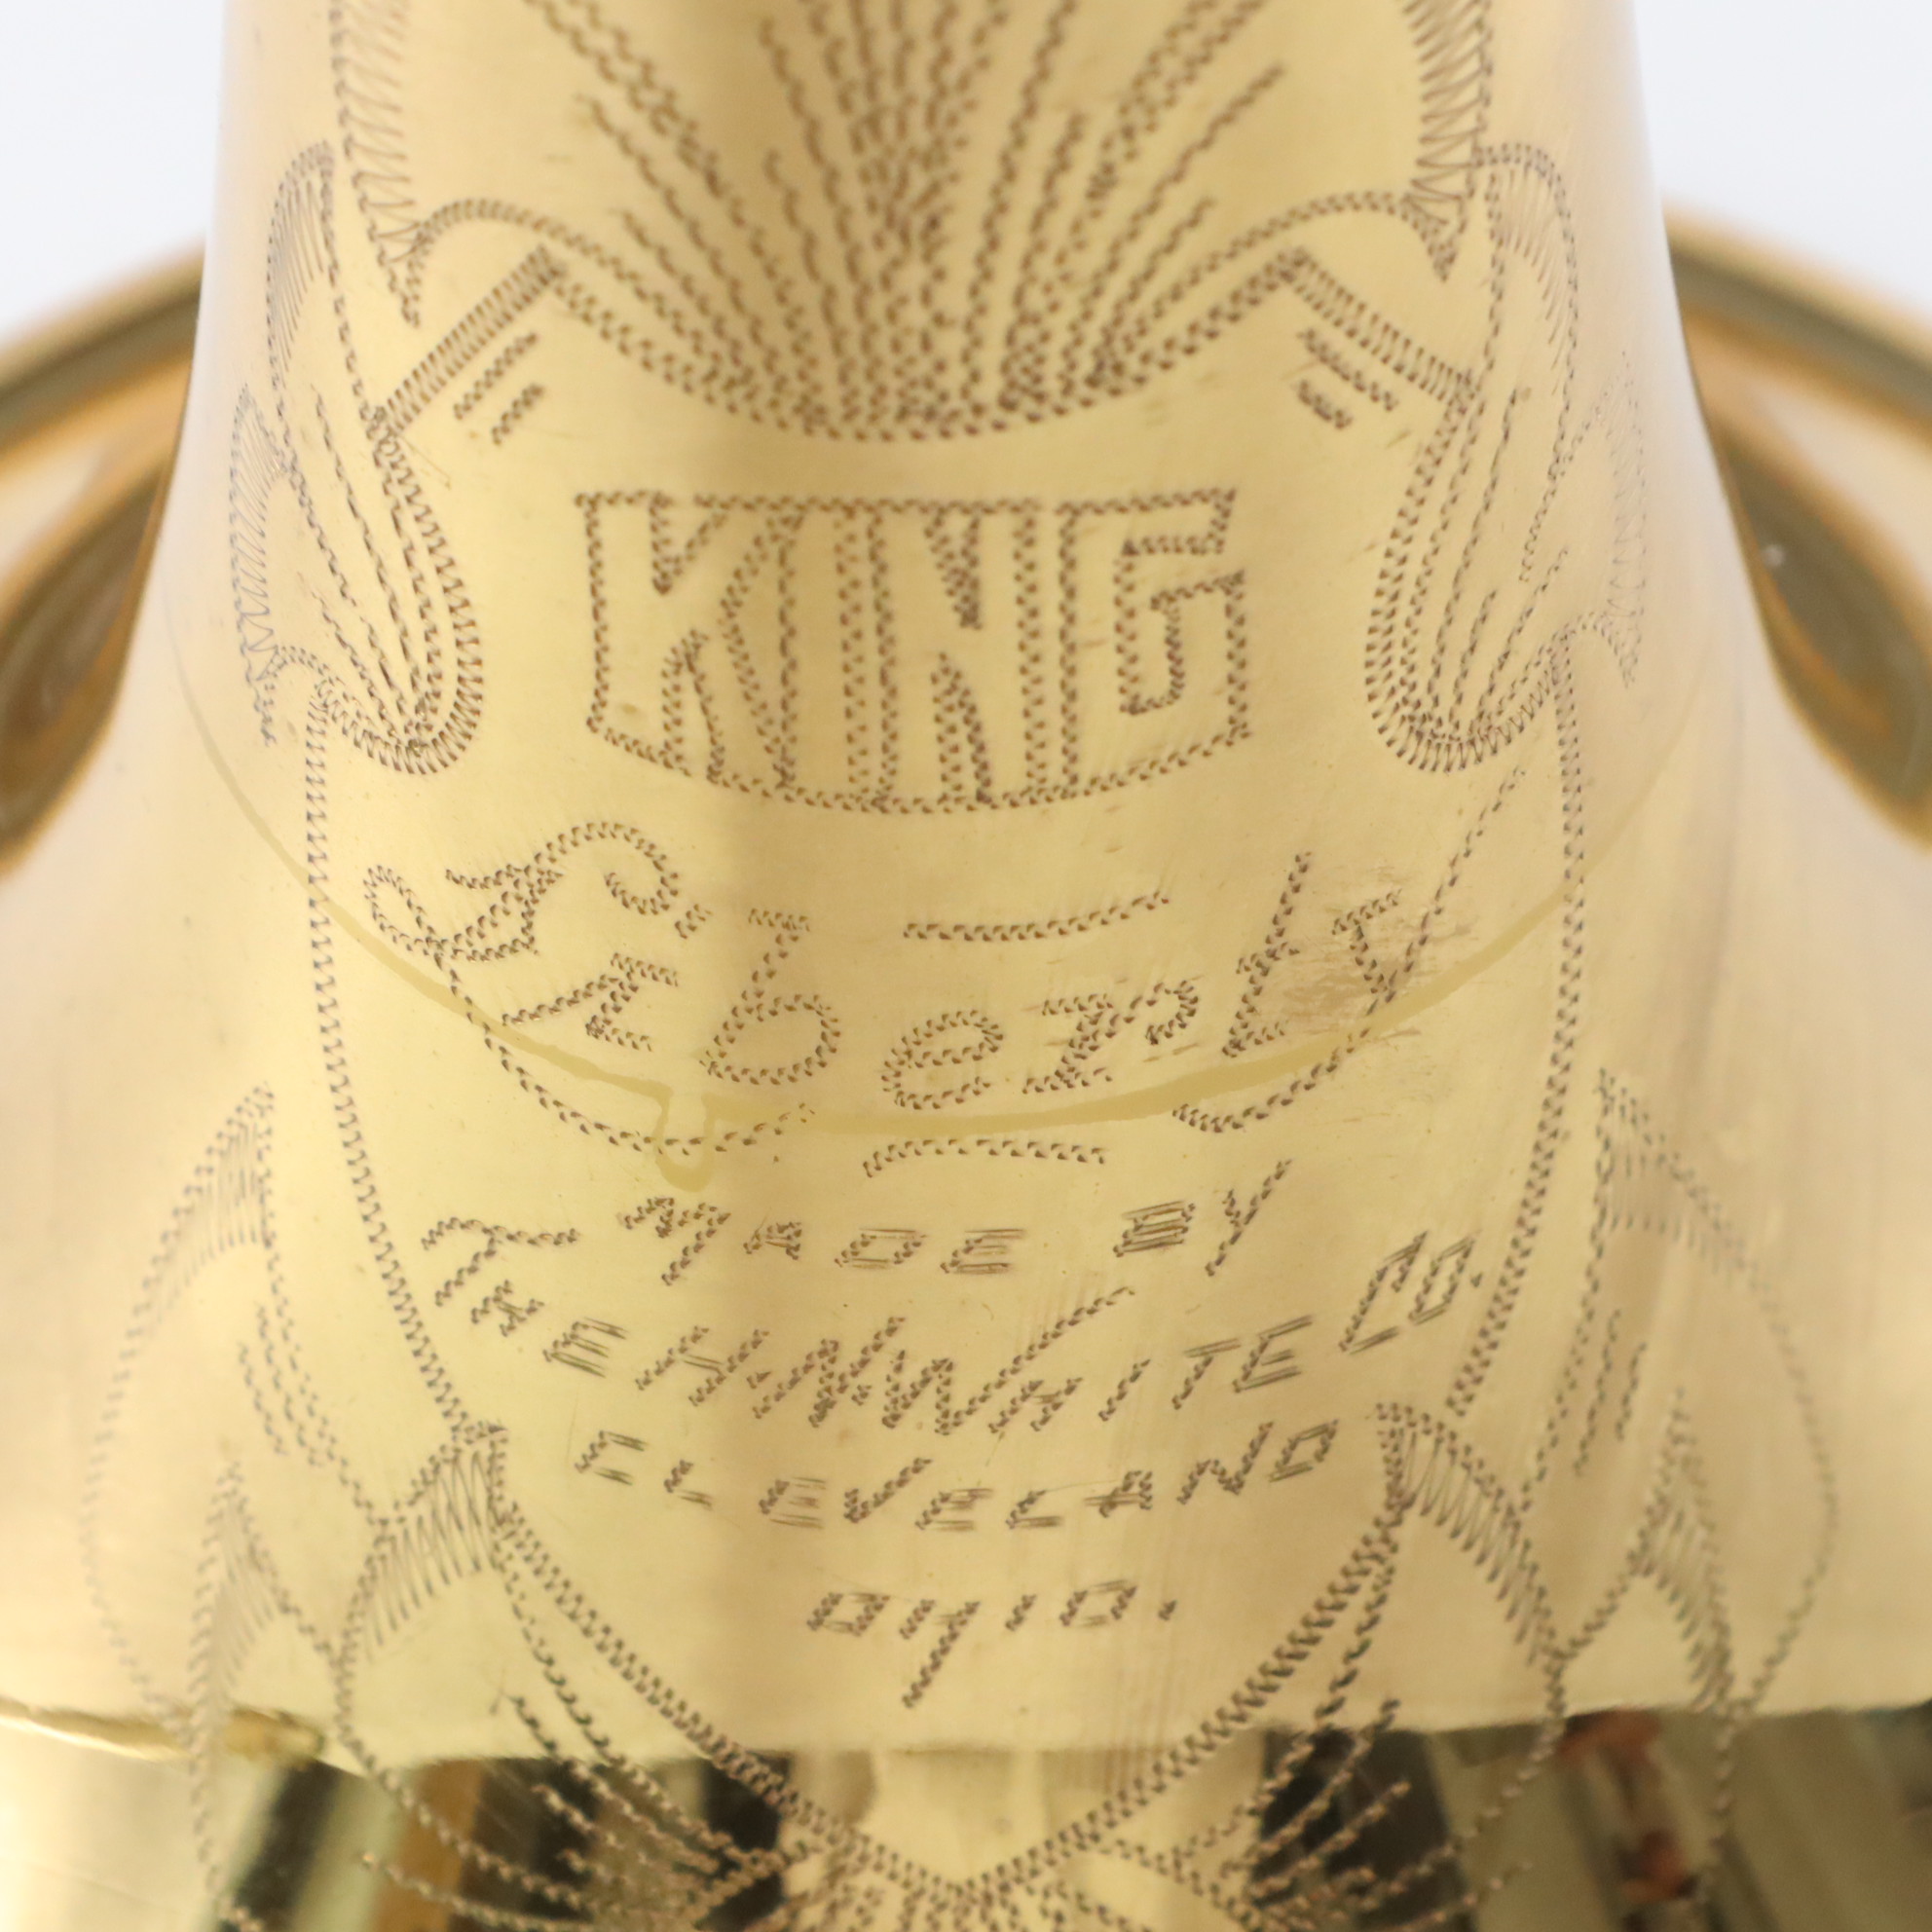 KING
Liberty
MADE BY
THE H.N. WHITE CO.
CLEVELAND
OHIO.